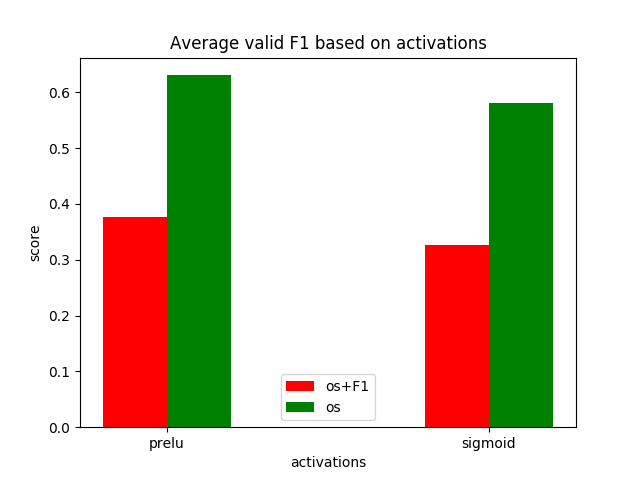 Average valid F1 based on activations
score
0.6
0.5
0.4
0.3
0.2
0.1
0.0
os+F1
os
prelu
sigmoid
activations